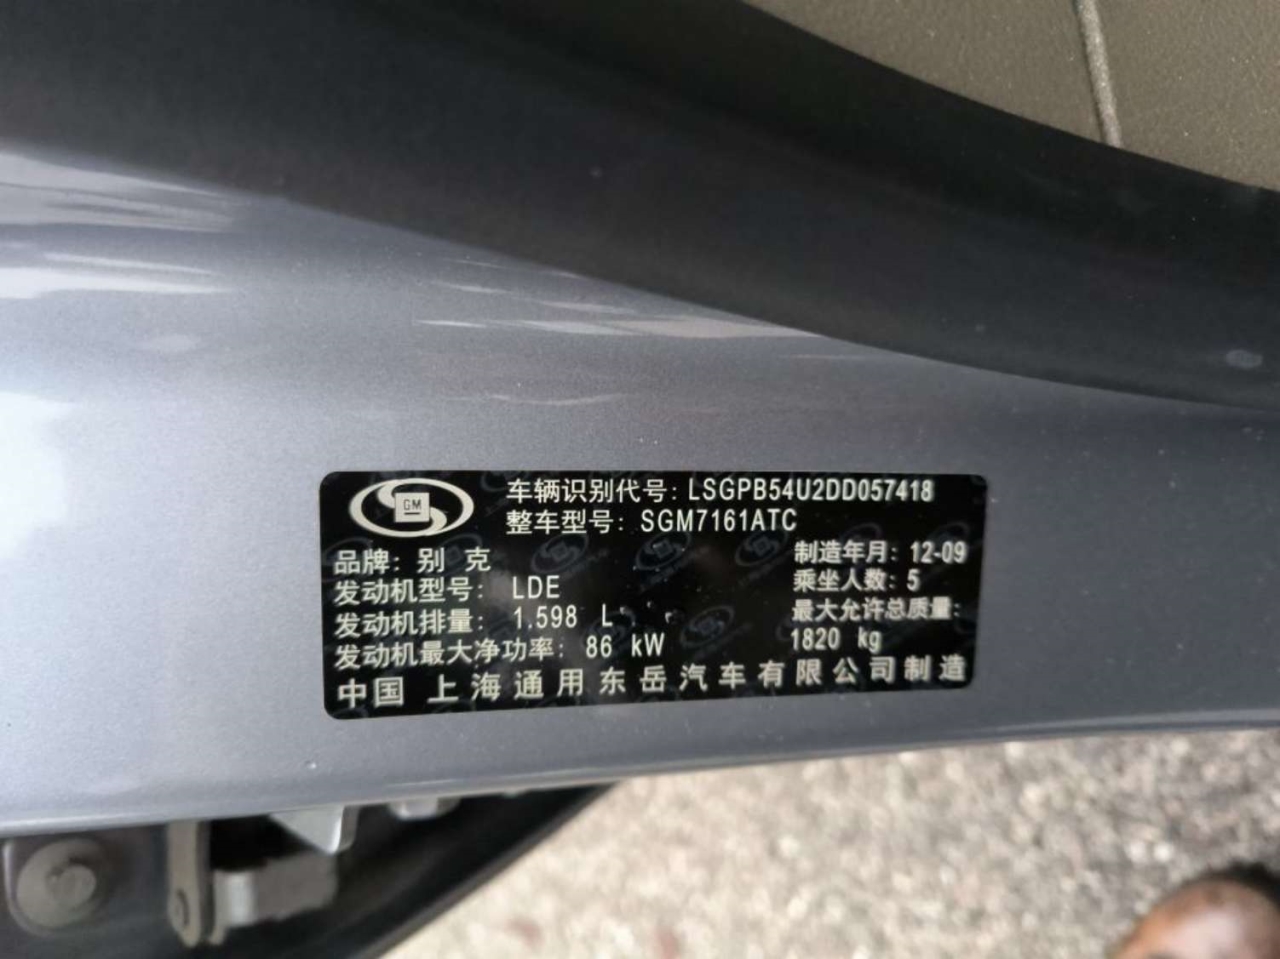 GM
车辆识别代号: LSGPB54U2DD057418
整车型号: SGM7161ATC
品牌: 别 克
制造年月: 12-09
发动机型号: LDE
乘坐人数: 5
发动机排量: 1.598 L
最大允许总质量:
1820 kg
发动机最大净功率: 86 kW
中国 上海通用东岳汽车有限公司制造